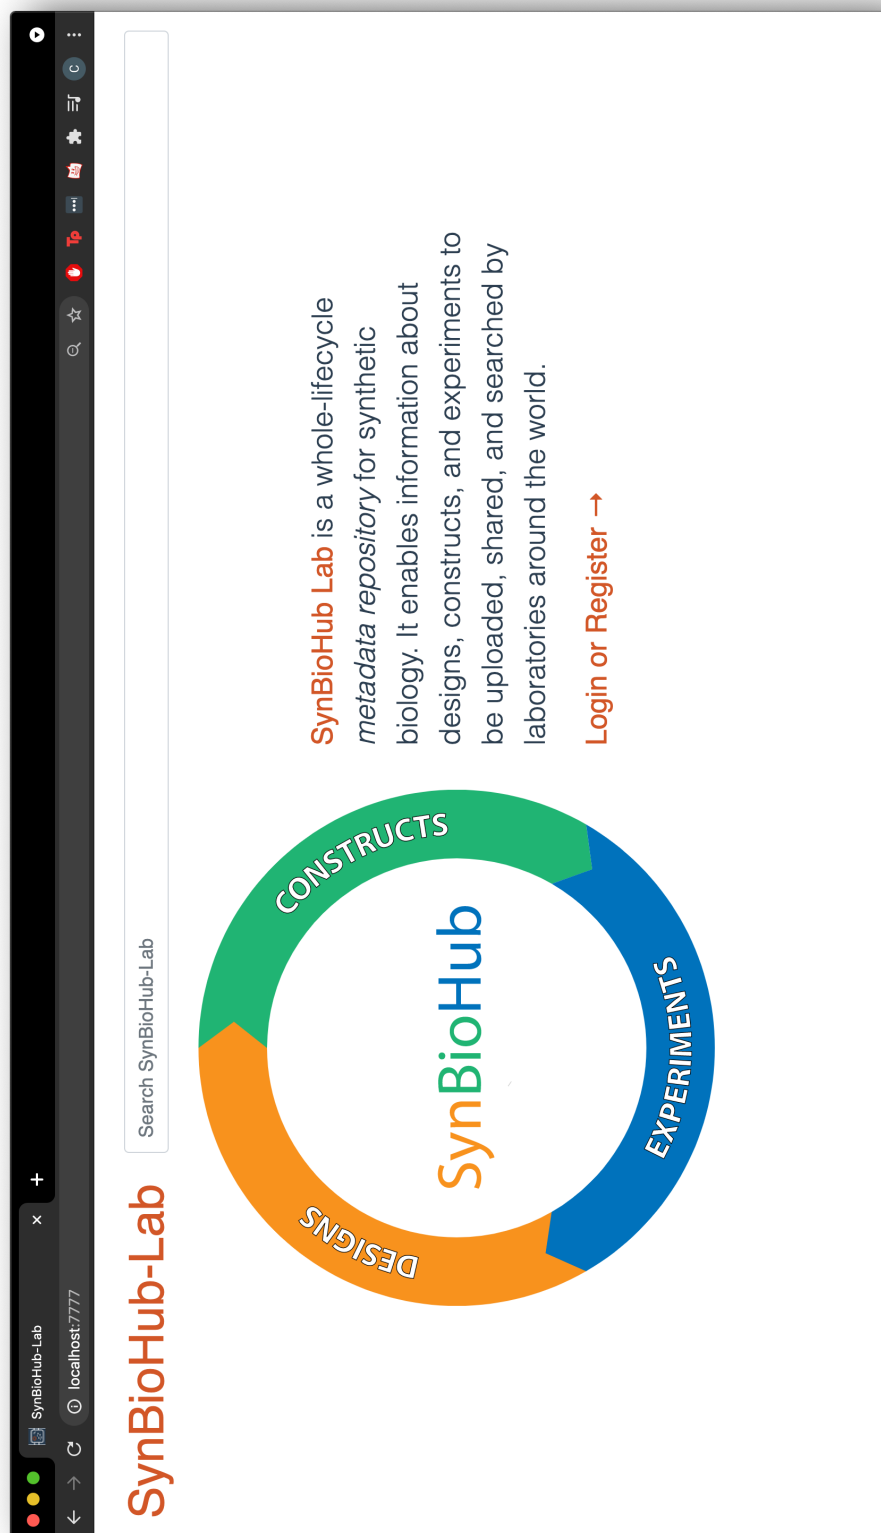 SynBioHub-Lab
localhost:7777
SynBioHub-Lab
Search SynBioHub-Lab
DESIGNS
CONSTRUCTS
EXPERIMENTS
SynBioHub
SynBioHub Lab is a whole-lifecycle
metadata repository for synthetic
biology. It enables information about
designs, constructs, and experiments to
be uploaded, shared, and searched by
laboratories around the world.
Login or Register →